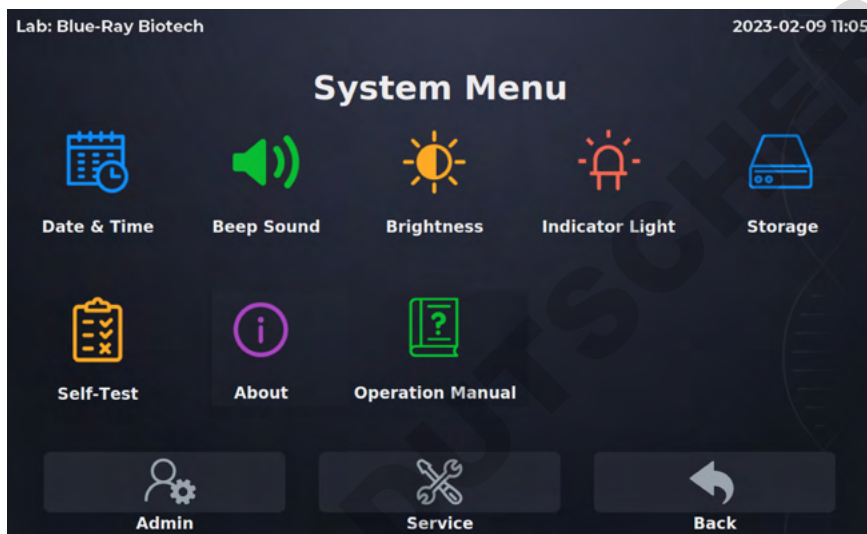 Lab: Blue-Ray Biotech 2023-02-09 11:05
System Menu
Date & Time Beep Sound Brightness Indicator Light Storage
Self-Test About Operation Manual
Admin Service Back
DUTSCHER